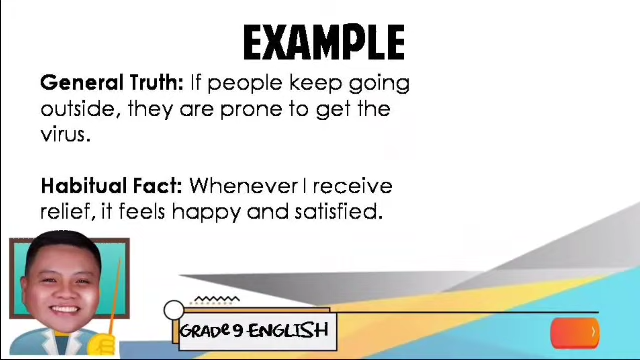 EXAMPLE
General Truth: If people keep going
outside, they are prone to get the
virus.
Habitual Fact: Whenever I receive
relief, it feels happy and satisfied.
GRADe 9 ENGLISH